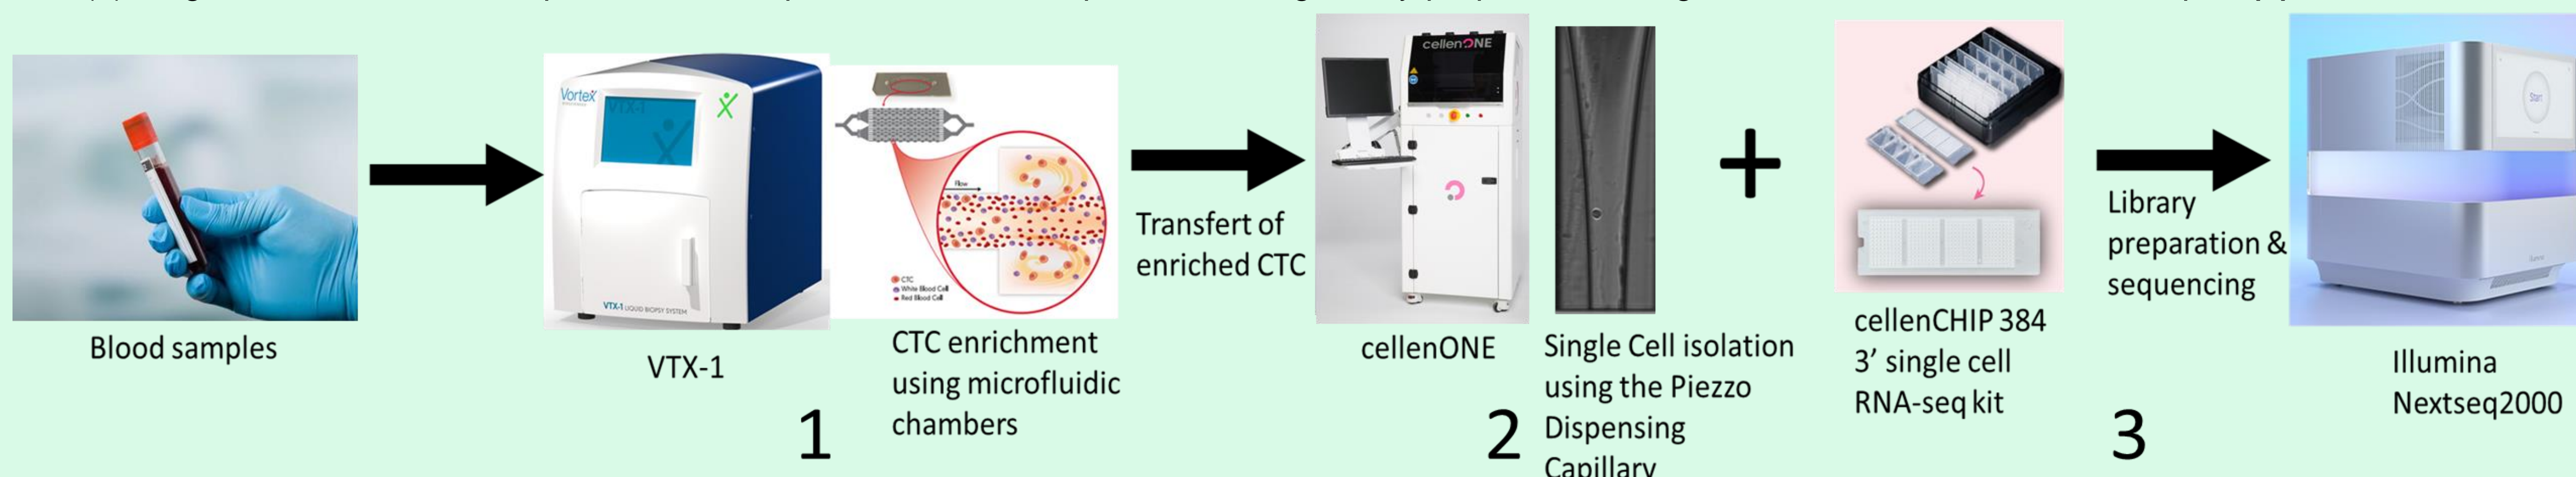 Blood samples
Vortex
VTX-1
VTX-1 LIQUID BIOPSY SYSTEM
VTX-1
Flow
CTC
White Blood Cell
Red Blood Cell
CTC enrichment
using microfluidic
chambers
1
Transfert of
enriched CTC
cellenONE
cellenONE
2
Single Cell isolation
using the Piezzo
Dispensing
Capillary
+
cellenCHIP 384
3' single cell
RNA-seq kit
Library
preparation &
sequencing
3
Start
Illumina
Nextseq2000